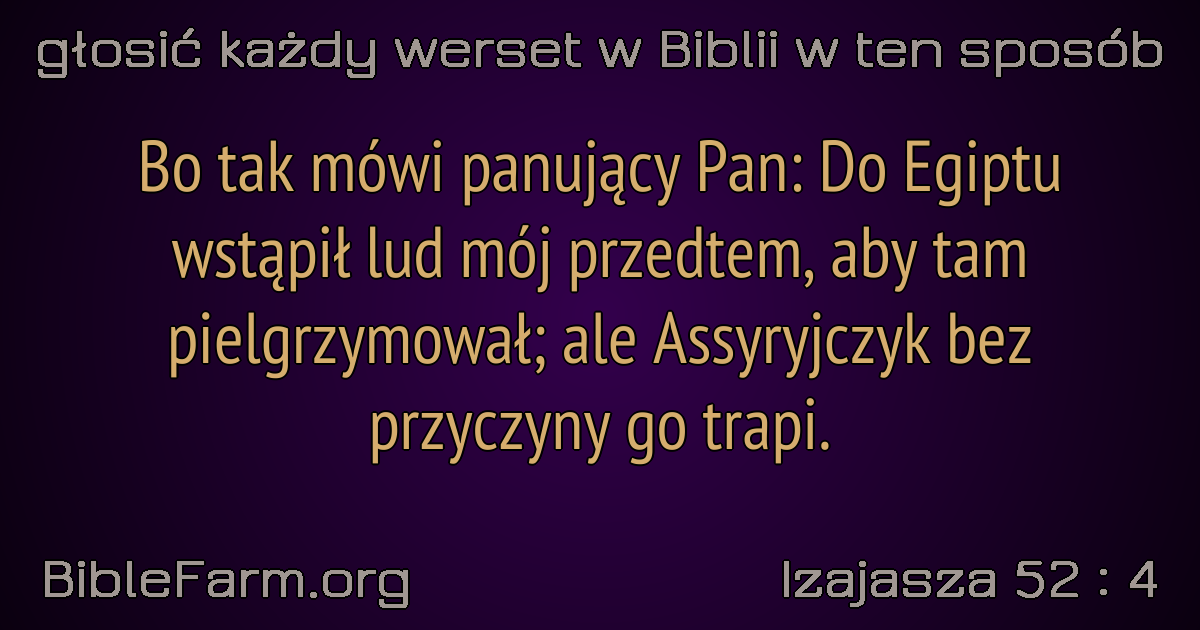 głosić każdy werset w Biblii w ten sposób
Bo tak mówi panujący Pan: Do Egiptu
wstąpił lud mój przedtem, aby tam
pielgrzymował; ale Assyryjczyk bez
przyczyny go trapi.
BibleFarm.org
Izajasza 52 : 4